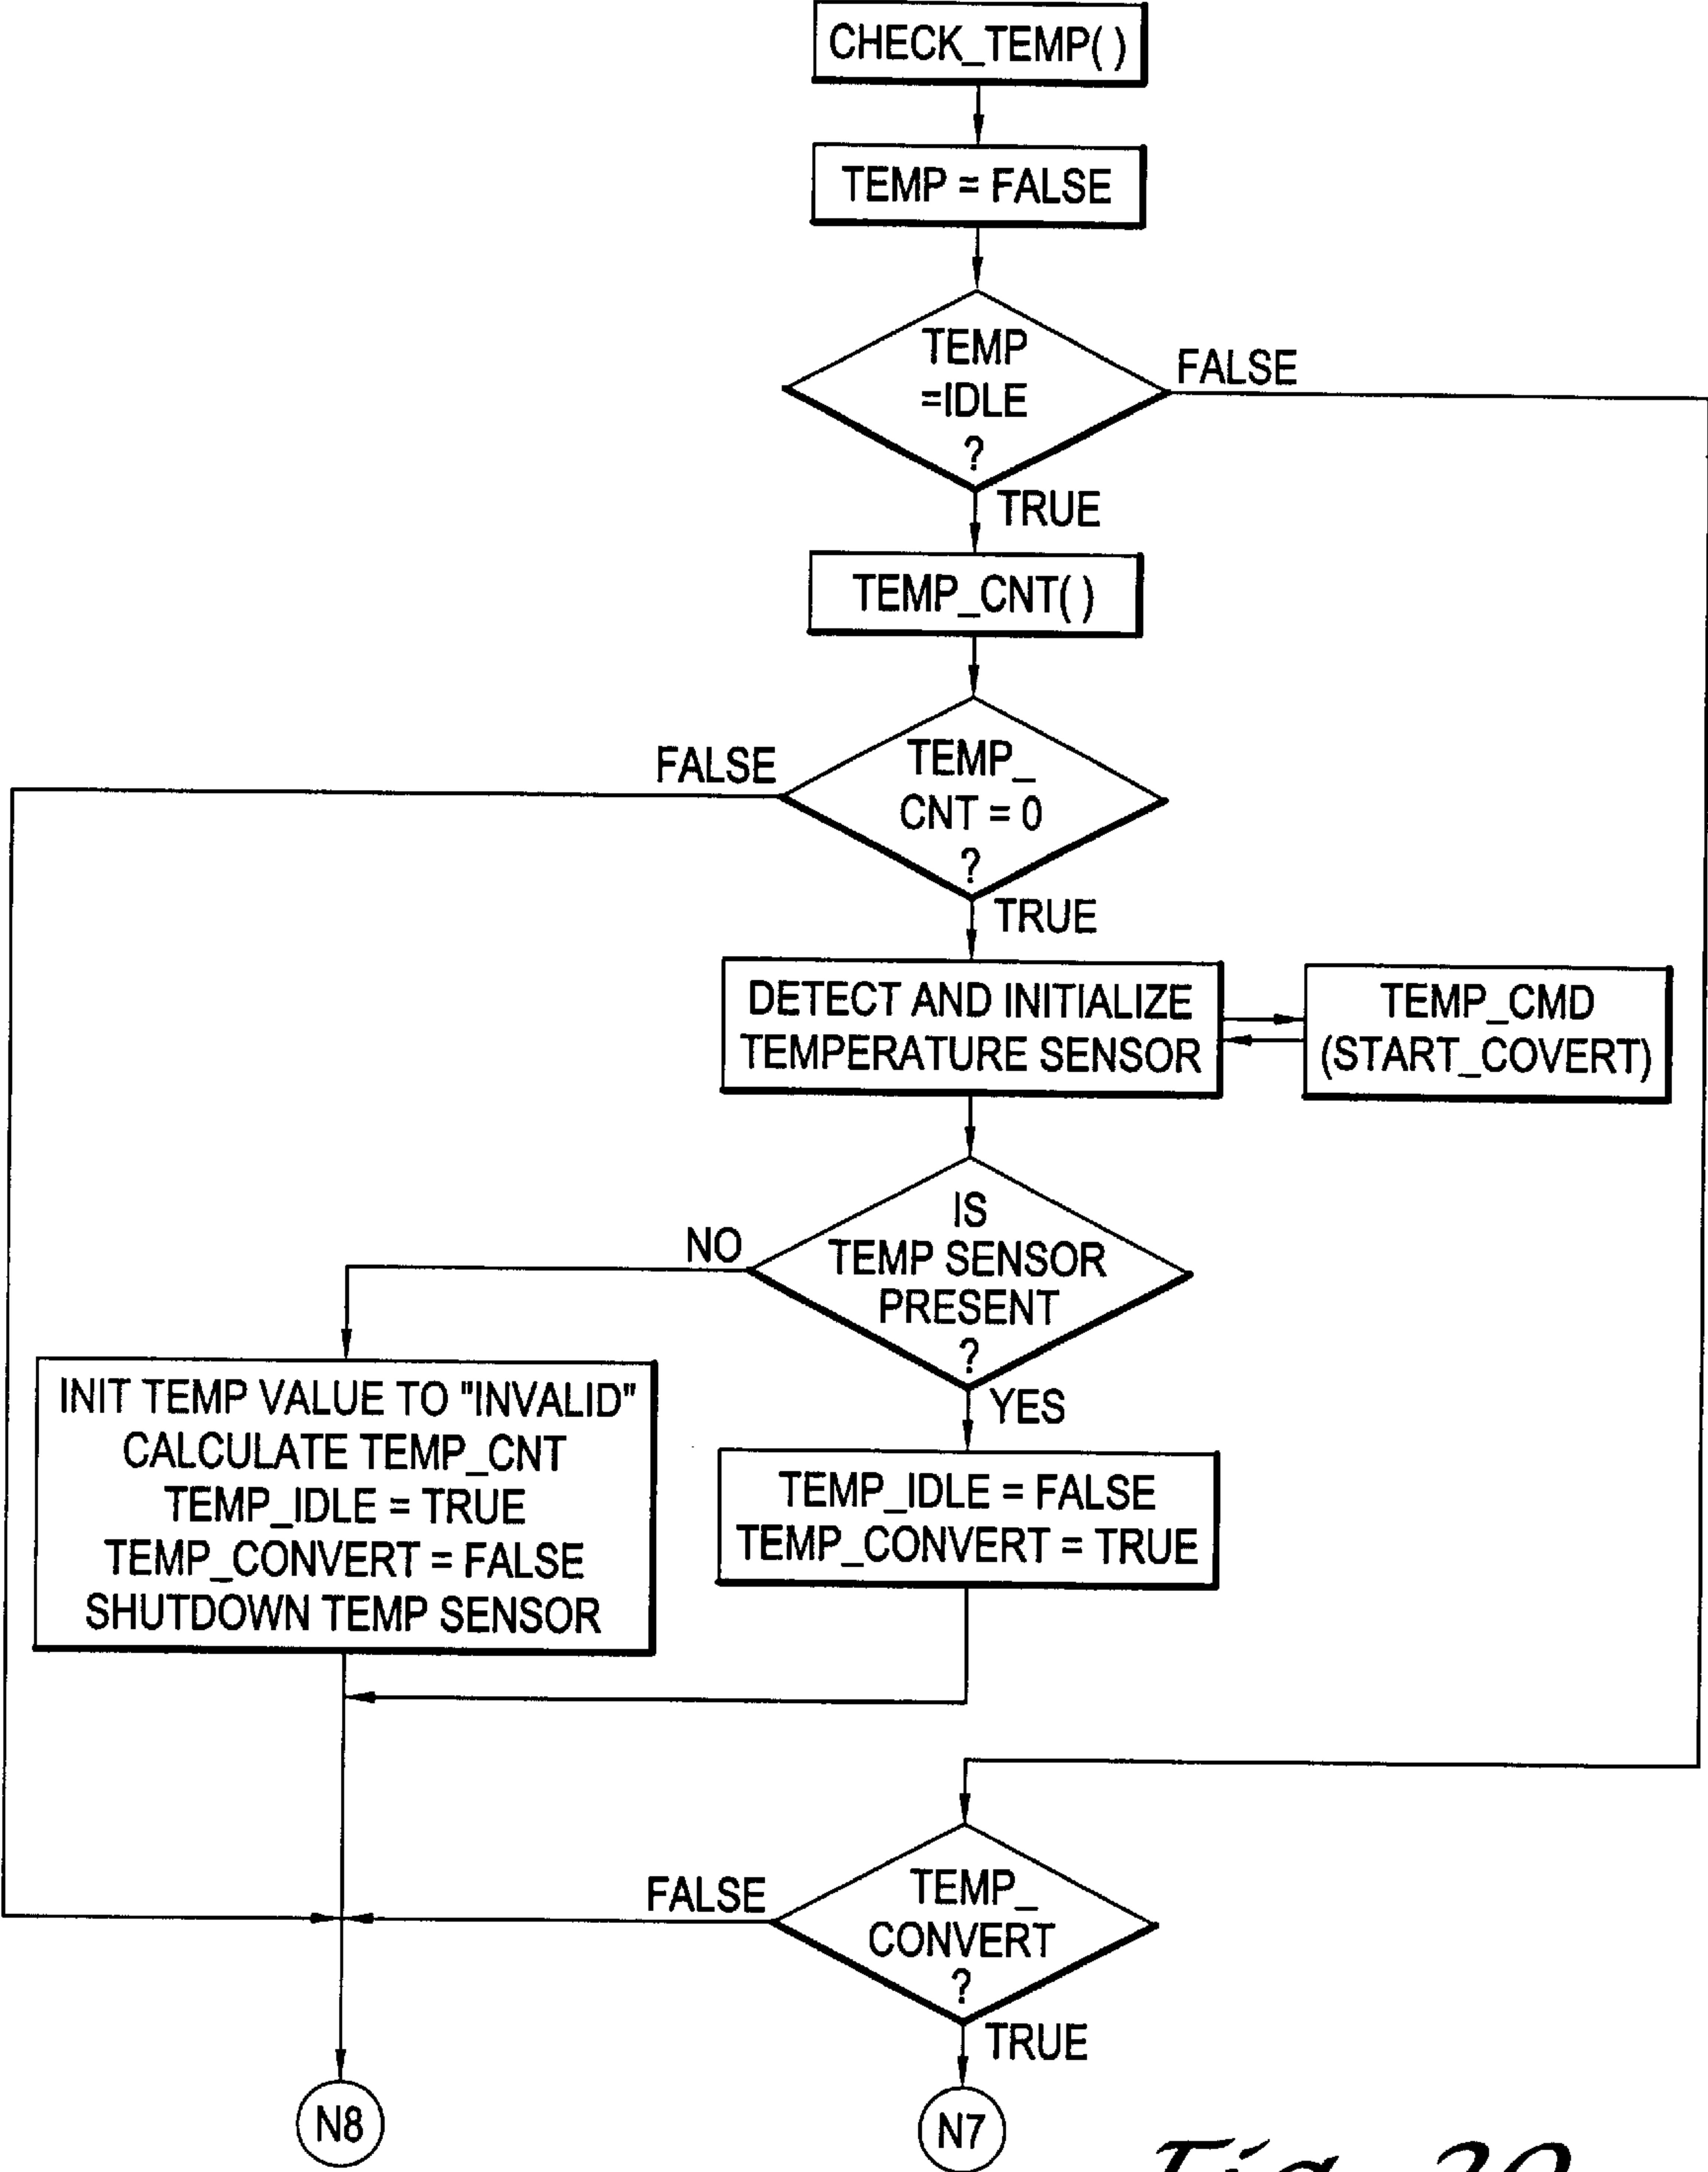 CHECK_TEMP( )
TEMP = FALSE
TEMP
=IDLE
?
FALSE
TRUE
TEMP_CNT( )
FALSE
TEMP_
CNT = 0
?
TRUE
DETECT AND INITIALIZE
TEMPERATURE SENSOR
TEMP_CMD
(START_COVERT)
IS
TEMP SENSOR
PRESENT
?
NO
YES
INIT TEMP VALUE TO "INVALID"
CALCULATE TEMP_CNT
TEMP_IDLE = TRUE
TEMP_CONVERT = FALSE
SHUTDOWN TEMP SENSOR
TEMP_IDLE = FALSE
TEMP_CONVERT = TRUE
FALSE
TEMP_
CONVERT
?
TRUE
N8
N7